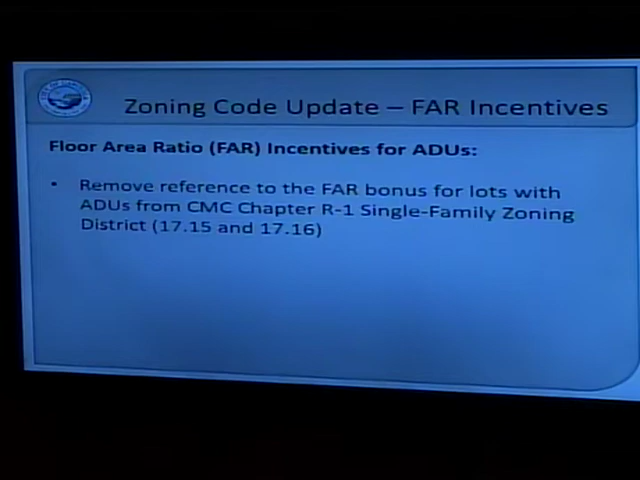 Zoning Code Update – FAR Incentives
Floor Area Ratio (FAR) Incentives for ADUs:
• Remove reference to the FAR bonus for lots with
ADUs from CMC Chapter R-1 Single-Family Zoning
District (17.15 and 17.16)